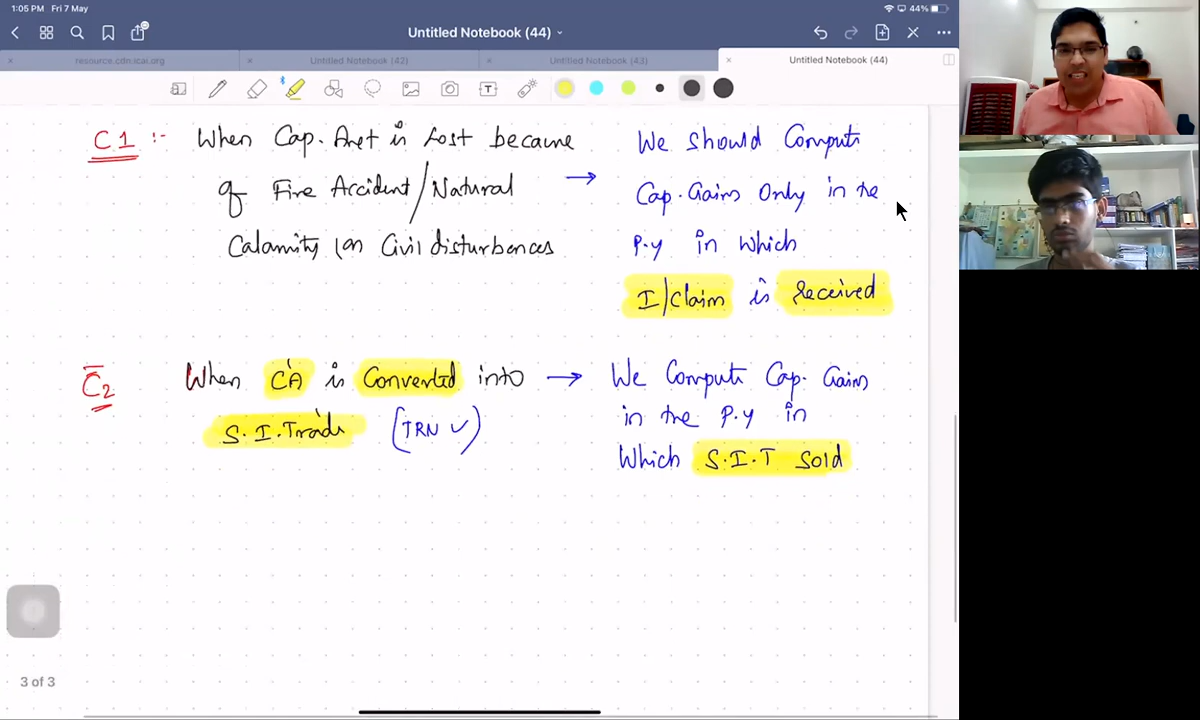 1:05 PM Fri 7 May
44%
Untitled Notebook (44)
resource.cdn.icai.org
Untitled Notebook (42)
Untitled Notebook (43)
Untitled Notebook (44)
C1 :- When Cap. Asset is Lost because
of Fire Accident/Natural
Calamity (or Civil disturbances
→ We Should Compute
Cap. Gains Only in the
P.y in Which
I/Claim is Received
C2 When CA is Converted into
S.I.Trade (TRN ✓)
→ We Compute Cap. Gains
in the P.y in
Which S.I.T Sold
3 of 3